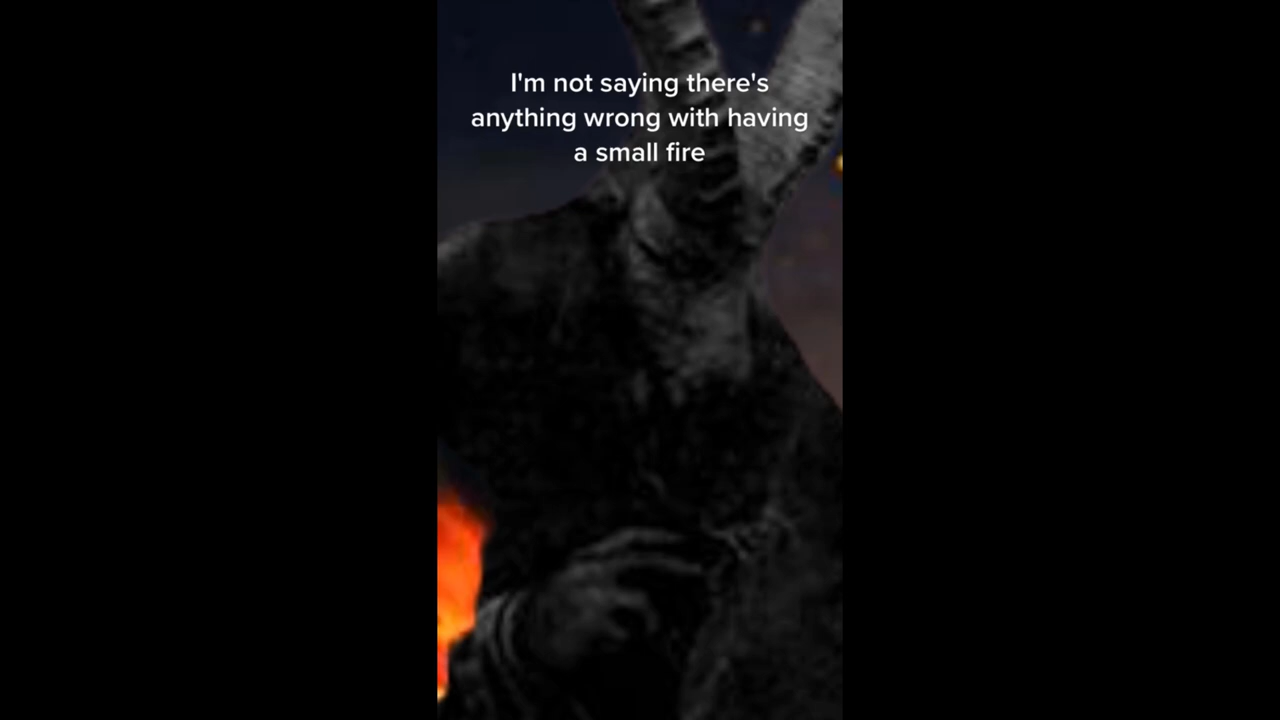 I'm not saying there's
anything wrong with having
a small fire